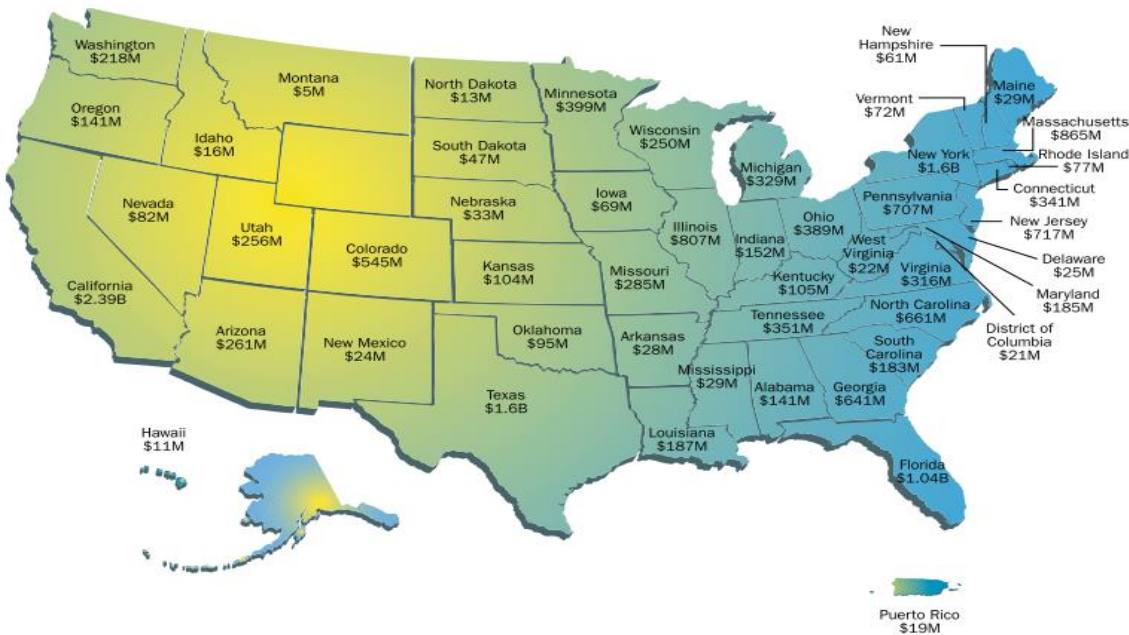 Washington
$218M
Oregon
$141M
Idaho
$16M
Montana
$5M
North Dakota
$13M
Minnesota
$399M
South Dakota
$47M
Wisconsin
$250M
Michigan
$329M
New
Hampshire
$61M
Vermont
$72M
Maine
$29M
Massachusetts
$865M
New York
$1.6B
Rhode Island
$77M
Connecticut
$341M
Pennsylvania
$707M
New Jersey
$717M
Delaware
$25M
Maryland
$185M
District of
Columbia
$21M
Nevada
$82M
Utah
$256M
Colorado
$545M
Nebraska
$33M
Iowa
$69M
Illinois
$807M
Indiana
$152M
Ohio
$389M
West
Virginia
$22M
Virginia
$316M
California
$2.39B
Kansas
$104M
Missouri
$285M
Kentucky
$105M
North Carolina
$661M
Tennessee
$351M
South
Carolina
$183M
Arizona
$261M
New Mexico
$24M
Oklahoma
$95M
Arkansas
$28M
Mississippi
$29M
Alabama
$141M
Georgia
$641M
Texas
$1.6B
Louisiana
$187M
Florida
$1.04B
Hawaii
$11M
Puerto Rico
$19M